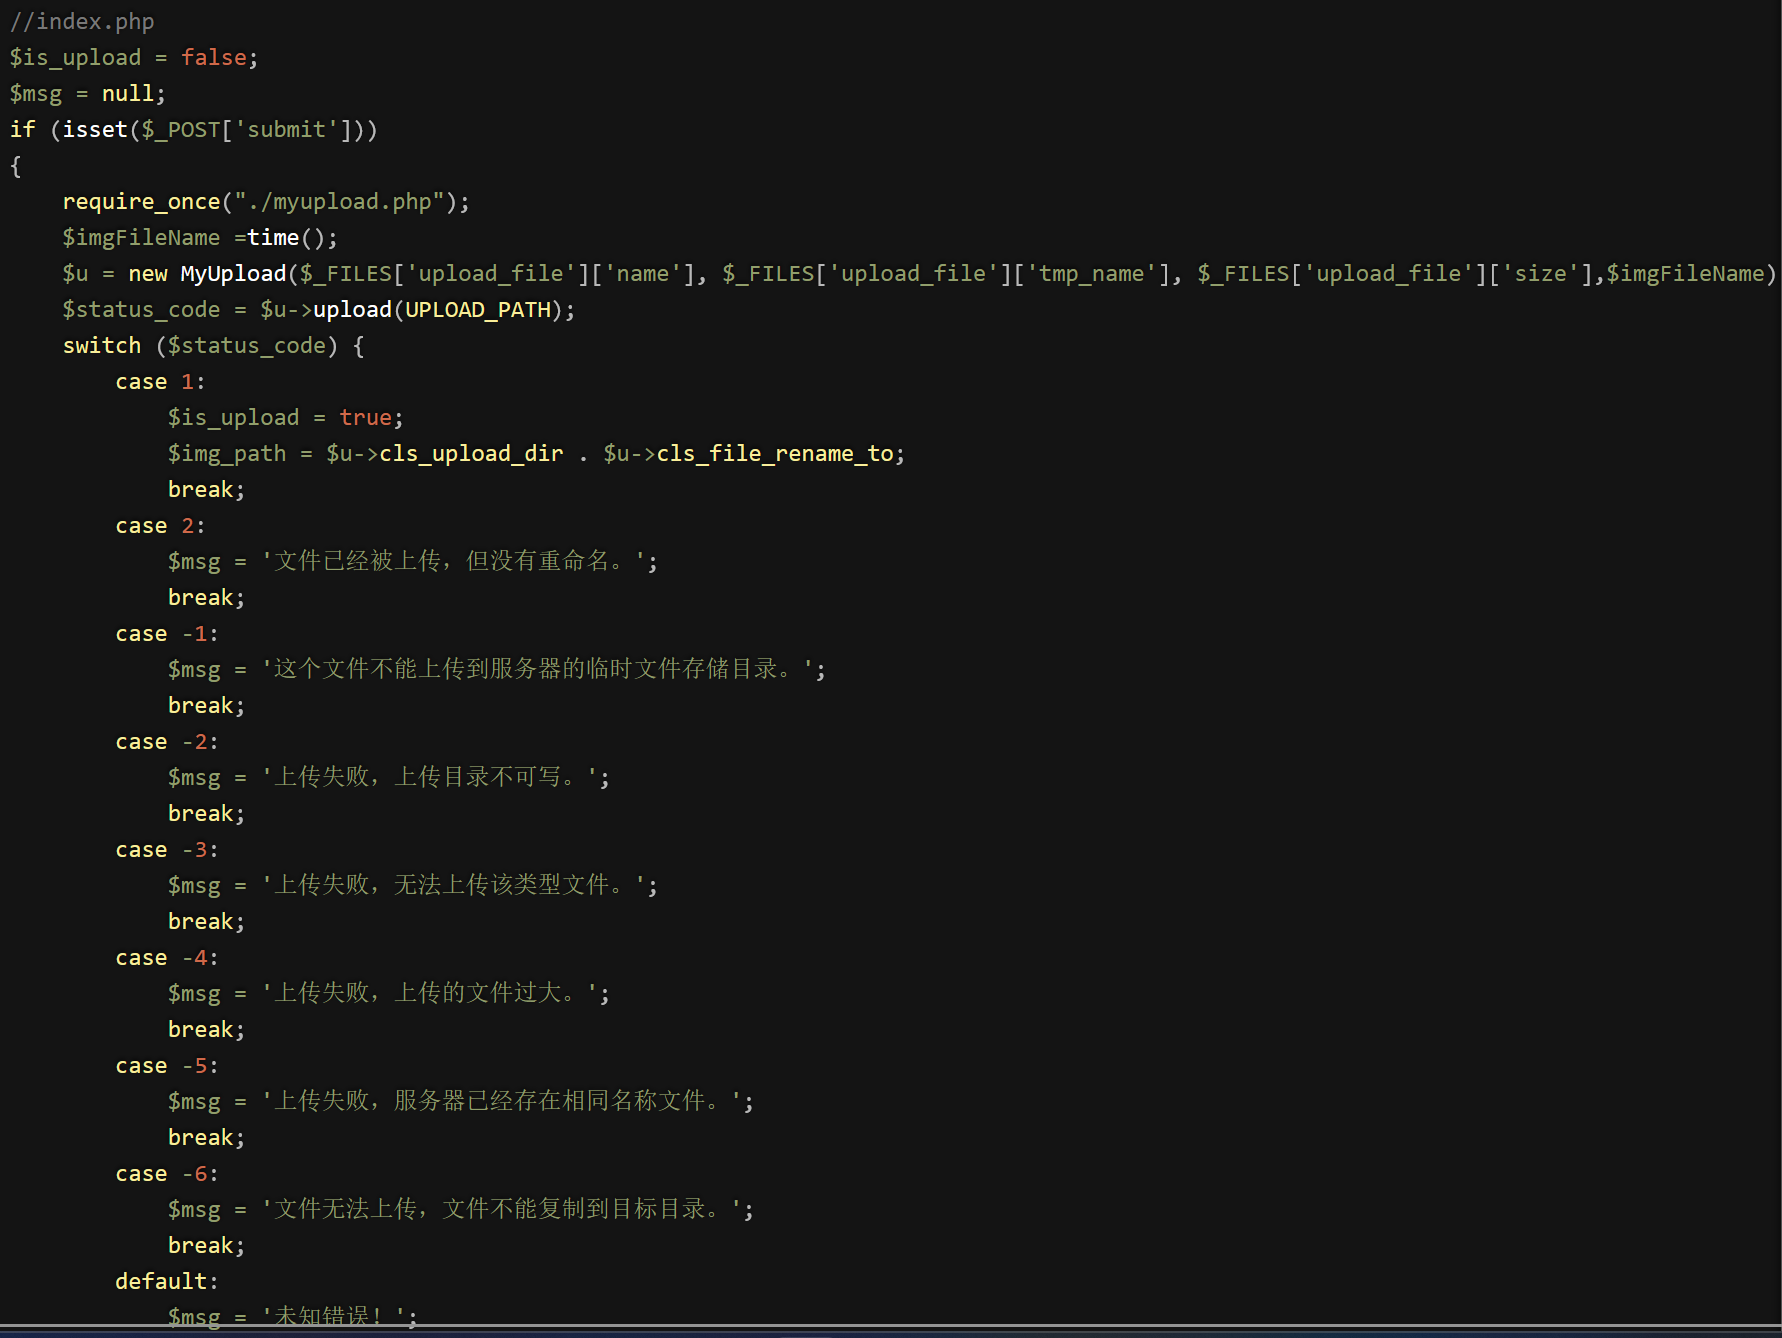 //index.php
$is_upload = false;
$msg = null;
if (isset($_POST['submit']))
{
    require_once("./myupload.php");
    $imgFileName =time();
    $u = new MyUpload($_FILES['upload_file']['name'], $_FILES['upload_file']['tmp_name'], $_FILES['upload_file']['size'],$imgFileName)
    $status_code = $u->upload(UPLOAD_PATH);
    switch ($status_code) {
        case 1:
            $is_upload = true;
            $img_path = $u->cls_upload_dir . $u->cls_file_rename_to;
            break;
        case 2:
            $msg = '文件已经被上传，但没有重命名。';
            break;
        case -1:
            $msg = '这个文件不能上传到服务器的临时文件存储目录。';
            break;
        case -2:
            $msg = '上传失败，上传目录不可写。';
            break;
        case -3:
            $msg = '上传失败，无法上传该类型文件。';
            break;
        case -4:
            $msg = '上传失败，上传的文件过大。';
            break;
        case -5:
            $msg = '上传失败，服务器已经存在相同名称文件。';
            break;
        case -6:
            $msg = '文件无法上传，文件不能复制到目标目录。';
            break;
        default:
            $msg = '未知错误！';